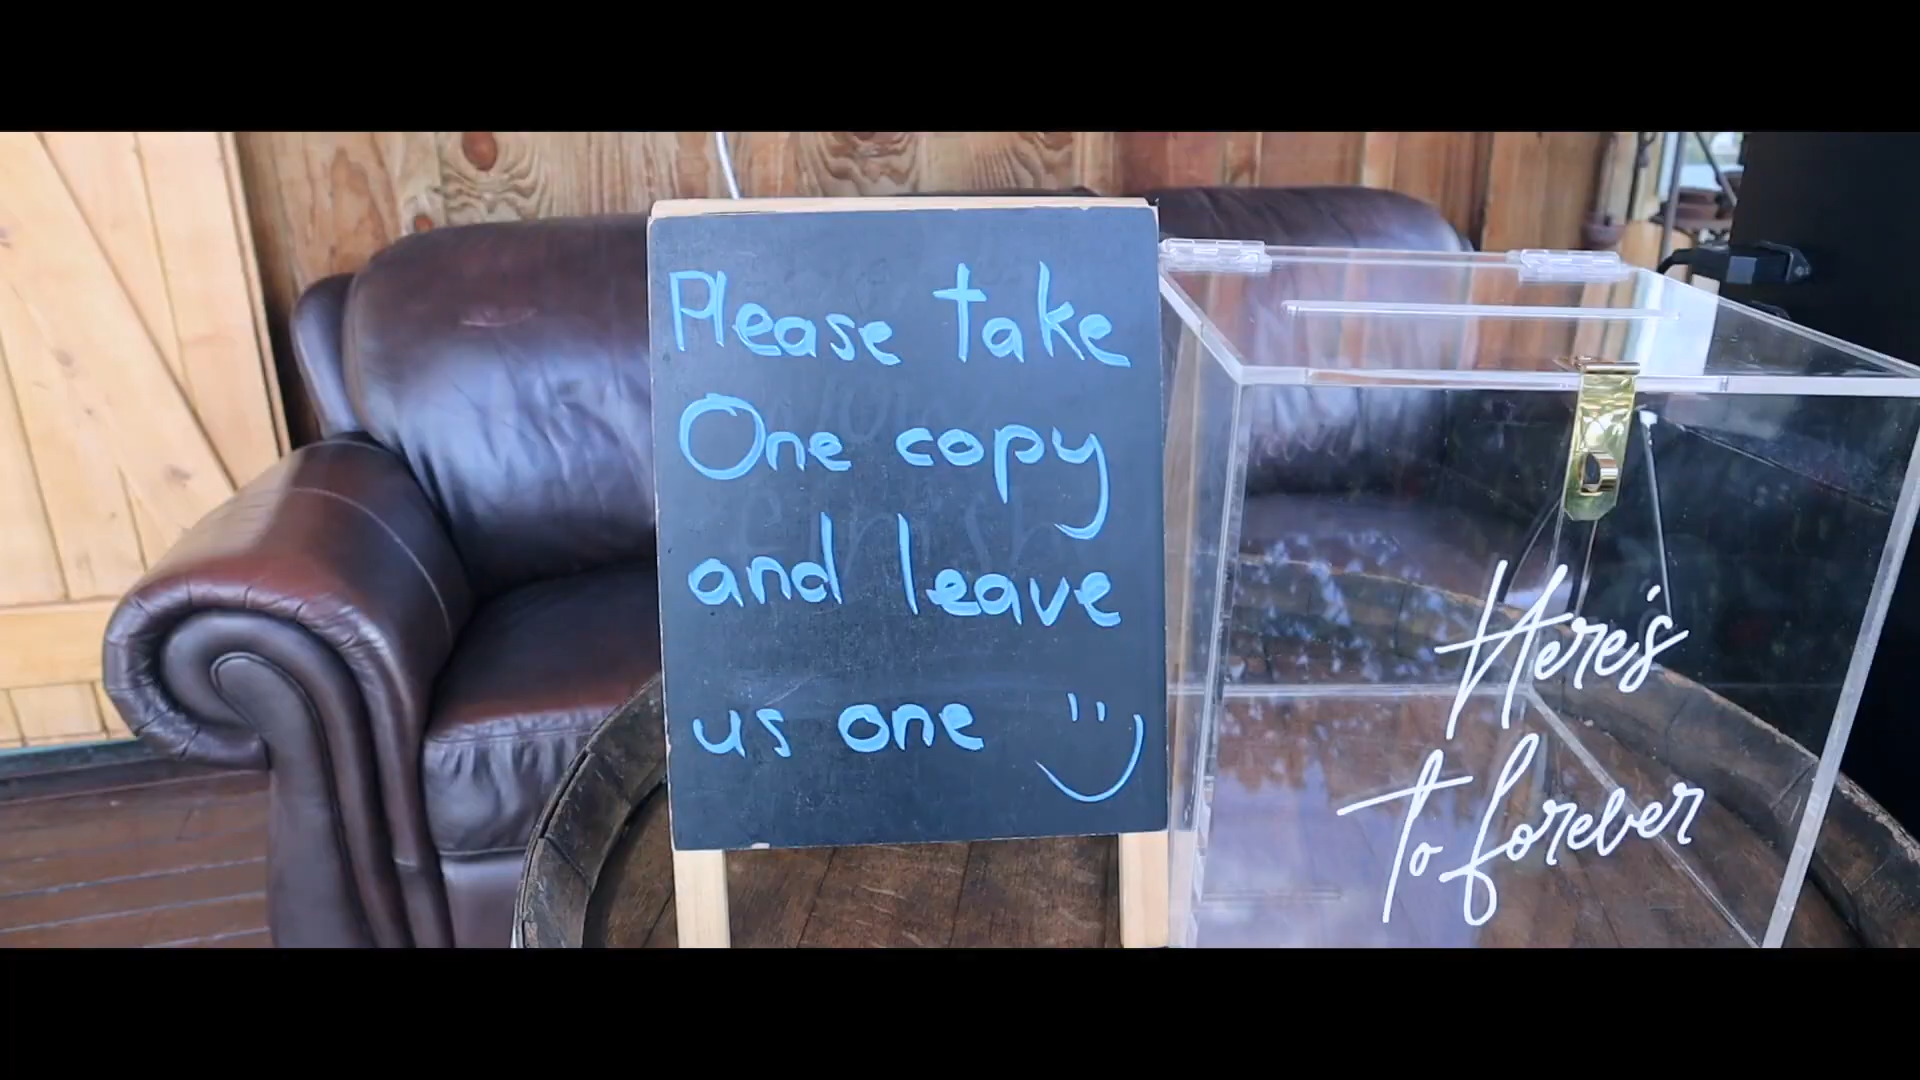 Please take
One copy
and leave
us one
Here's
to forever